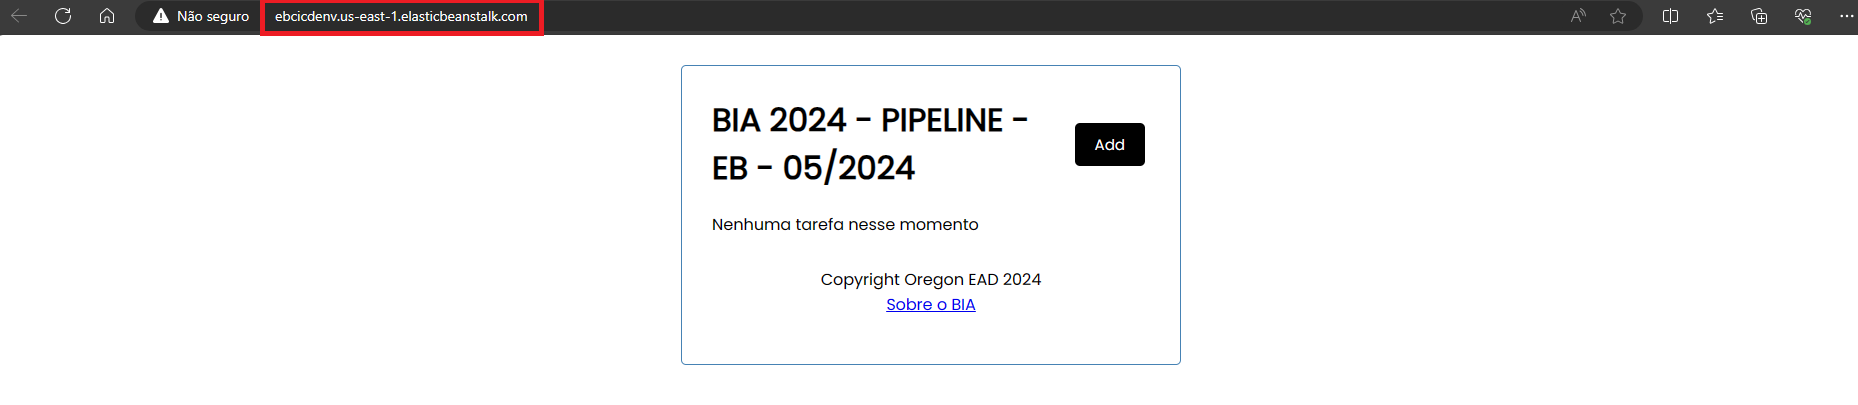 Não seguro ebcicdenv.us-east-1.elasticbeanstalk.com
BIA 2024 - PIPELINE -
EB - 05/2024
Add
Nenhuma tarefa nesse momento
Copyright Oregon EAD 2024
Sobre o BIA